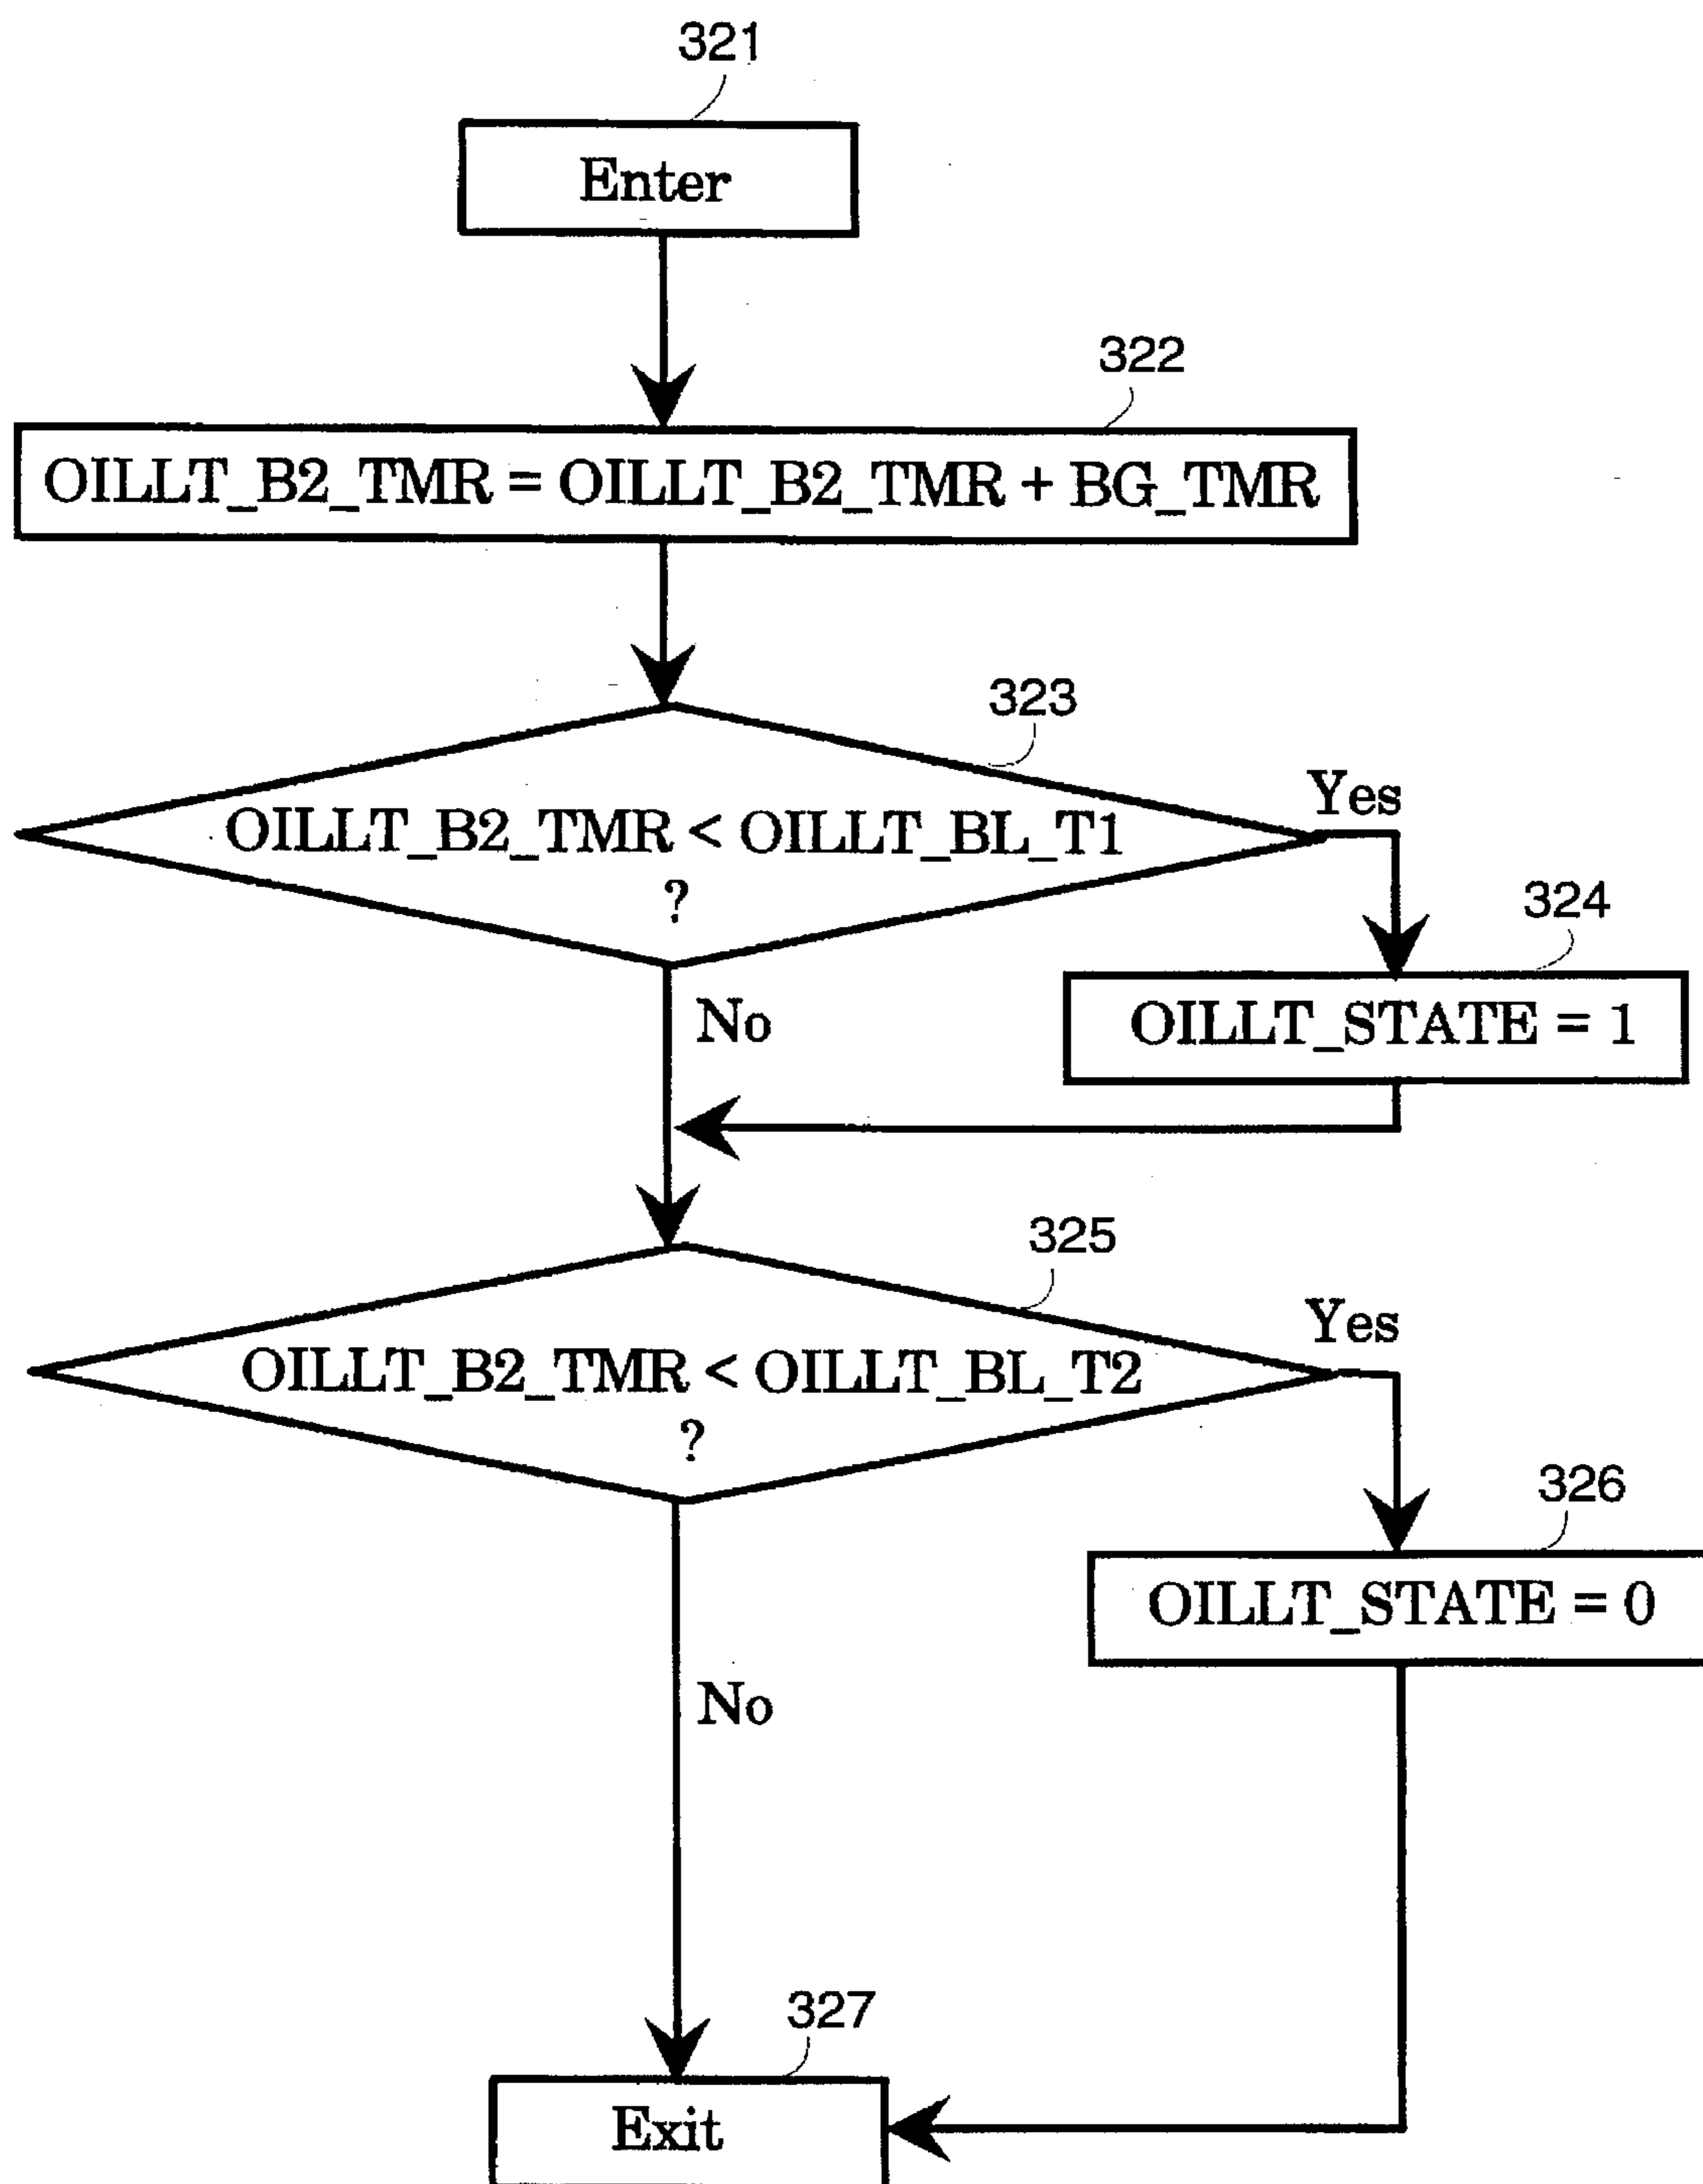 321
Enter
322
OILLT_B2_TMR = OILLT_B2_TMR + BG_TMR
323
OILLT_B2_TMR < OILLT_BL_T1
?
Yes
324
No
OILLT_STATE = 1
325
Yes
OILLT_B2_TMR < OILLT_BL_T2
?
326
OILLT_STATE = 0
No
327
Exit